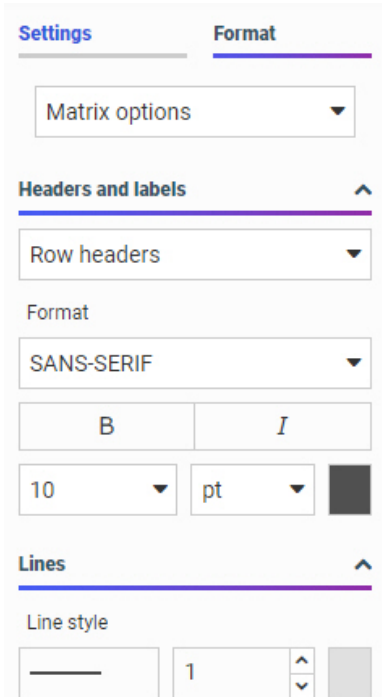 Settings Format
Matrix options
Headers and labels
Row headers
Format
SANS-SERIF
B I
10 pt
Lines
Line style
1